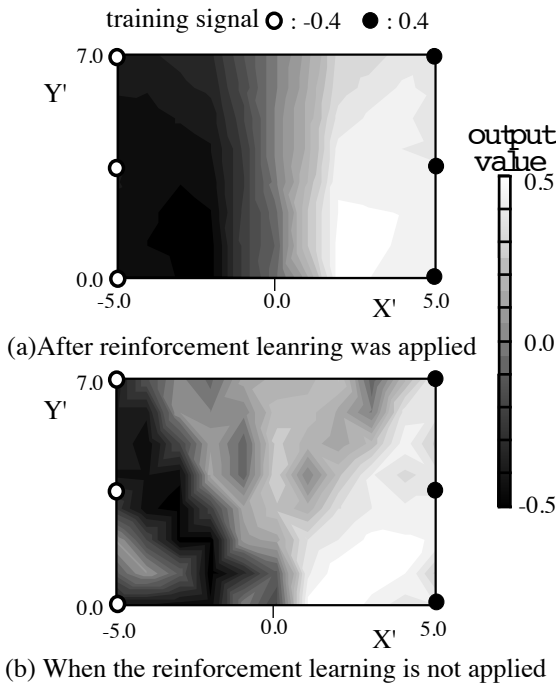 training signal : -0.4 : 0.4
7.0
Y'
0.0
-5.0 0.0 5.0
X'
output
value
0.5
0.0
-0.5
(a)After reinforcement leanring was applied
7.0
Y'
0.0
-5.0 0.0 5.0
X'
(b) When the reinforcement learning is not applied